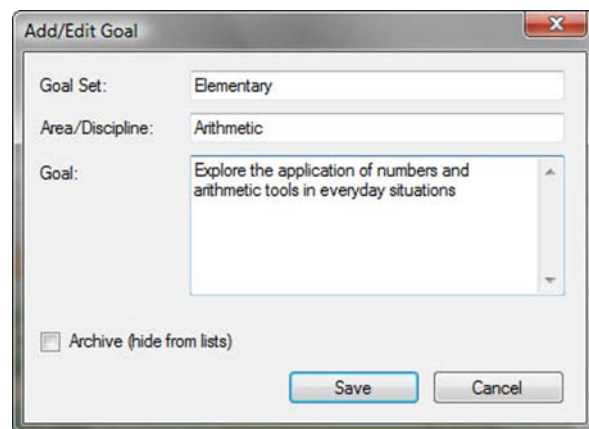 Add/Edit Goal
Goal Set: Elementary
Area/Discipline: Arithmetic
Goal: Explore the application of numbers and
arithmetic tools in everyday situations
Archive (hide from lists)
Save Cancel